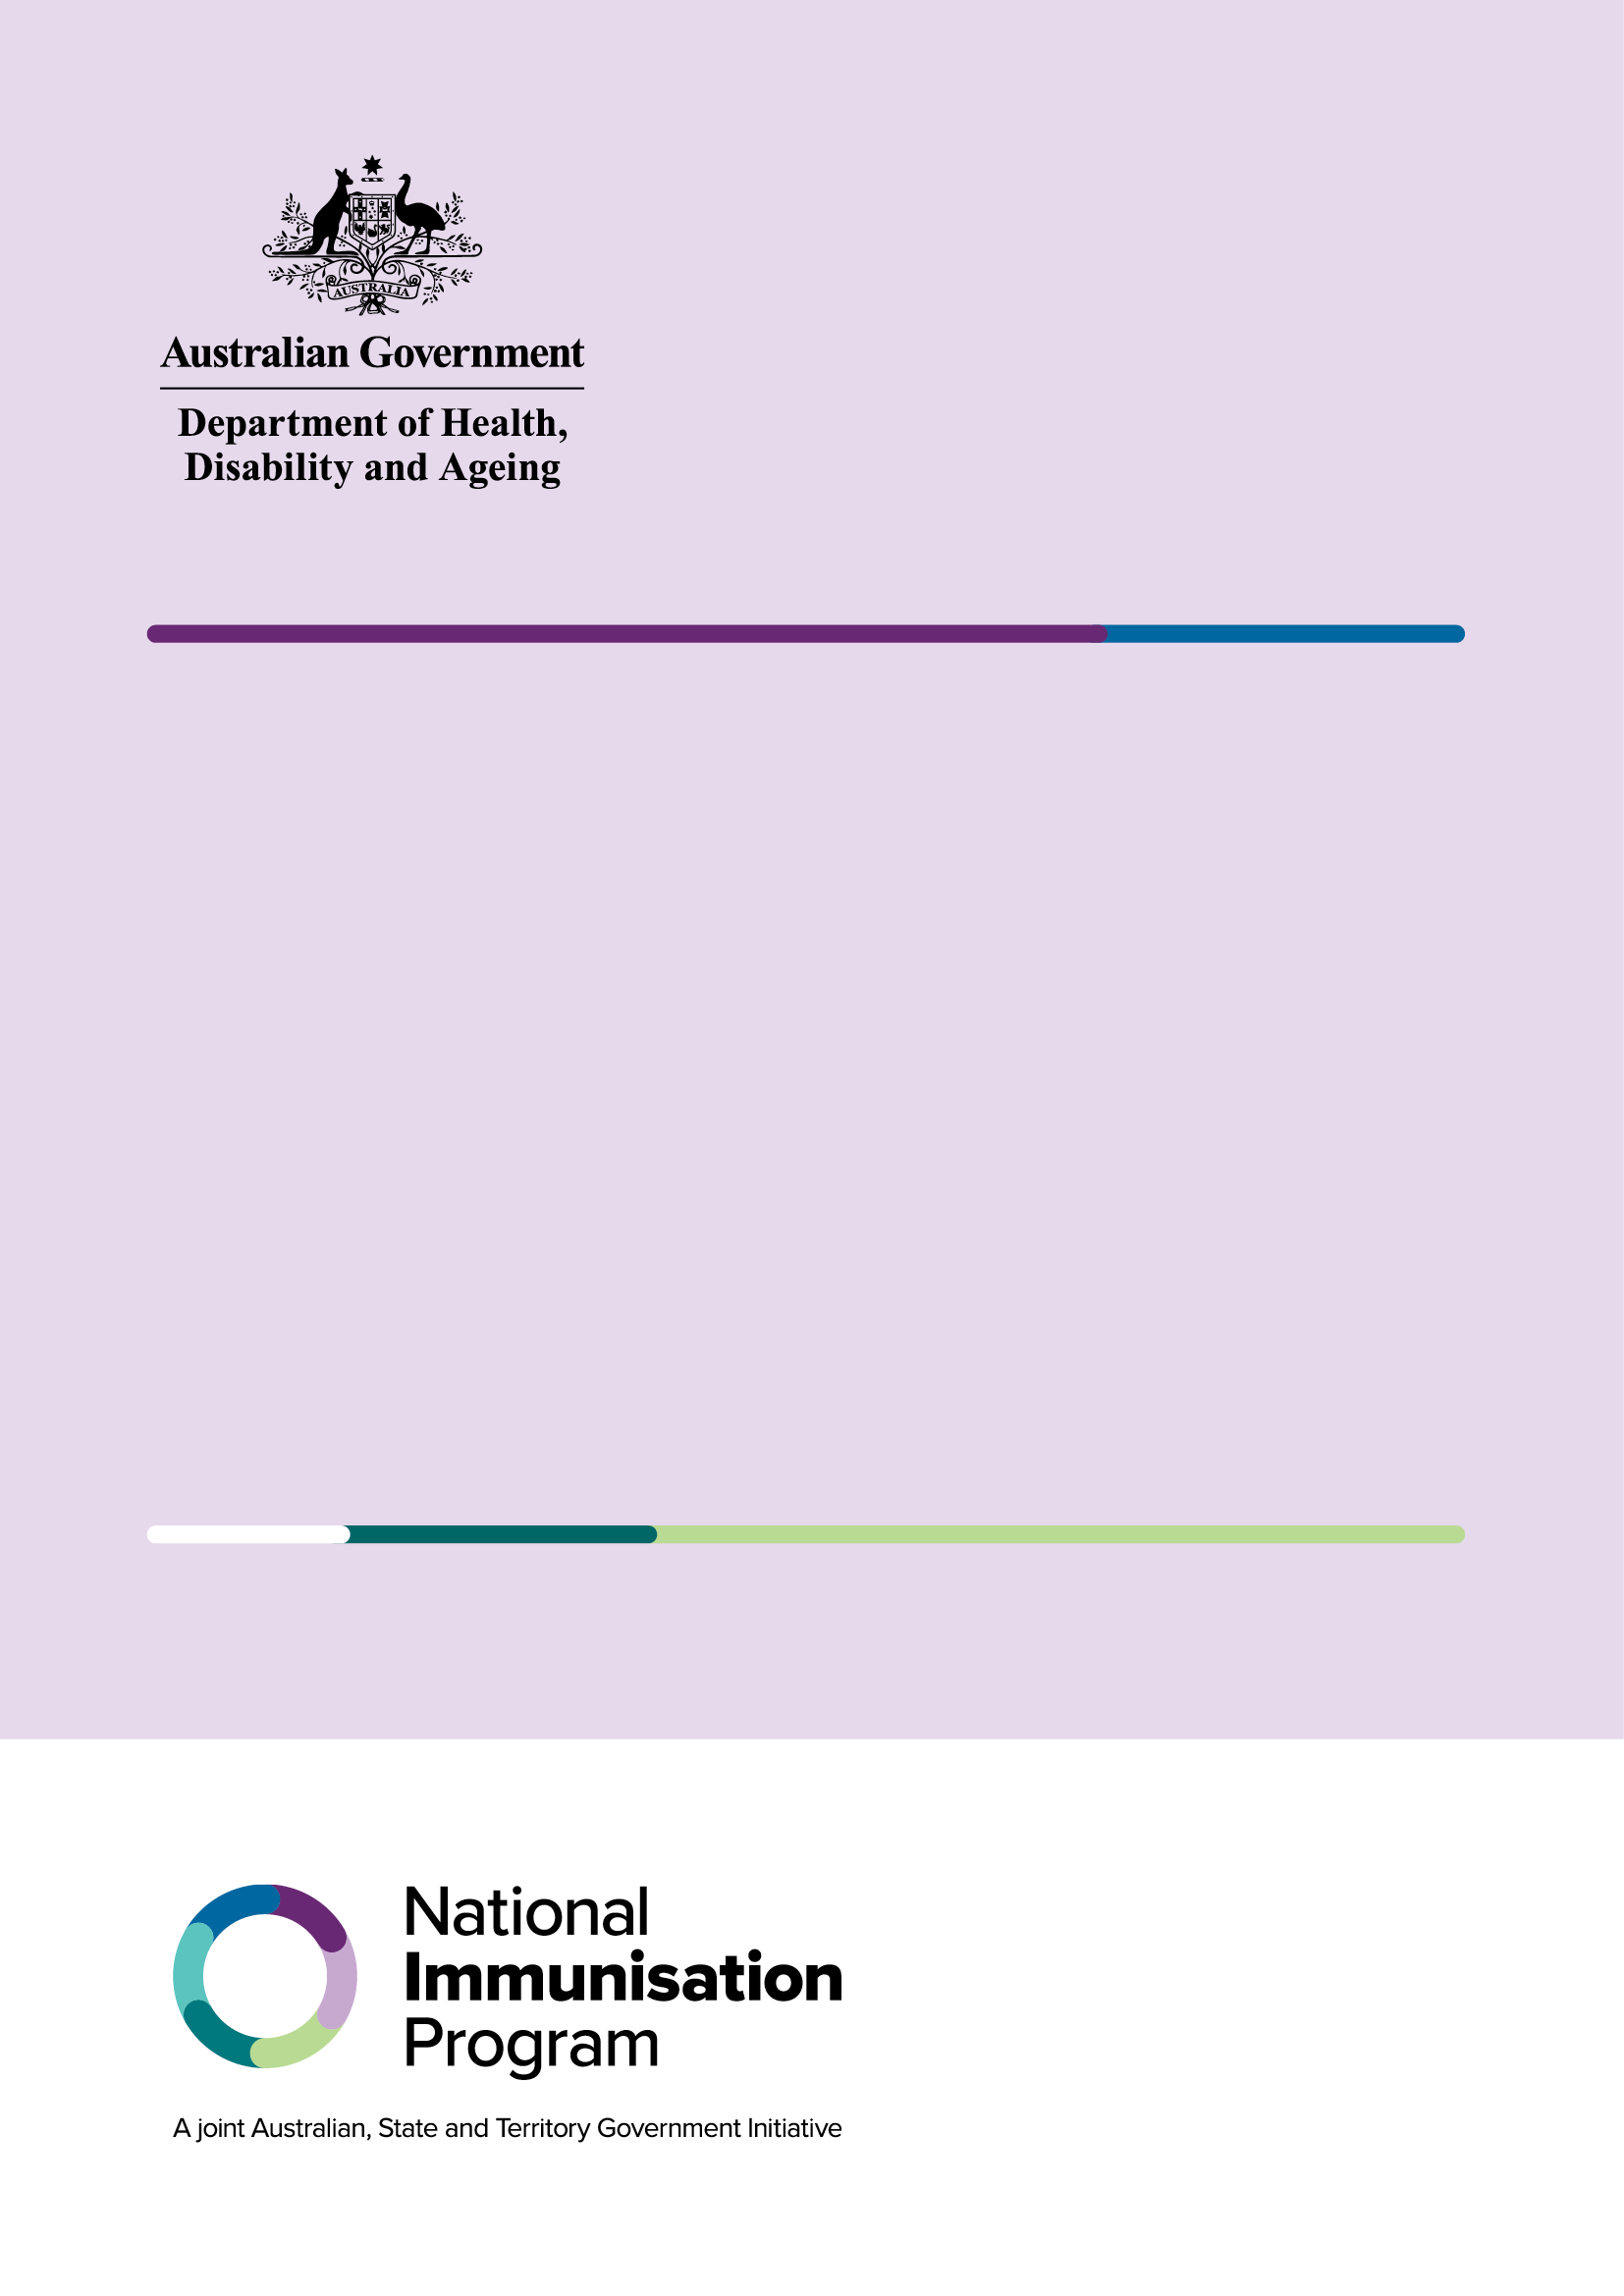 AUSTRALIA
Australian Government
Department of Health,
Disability and Ageing
National
Immunisation
Program
A joint Australian, State and Territory Government Initiative